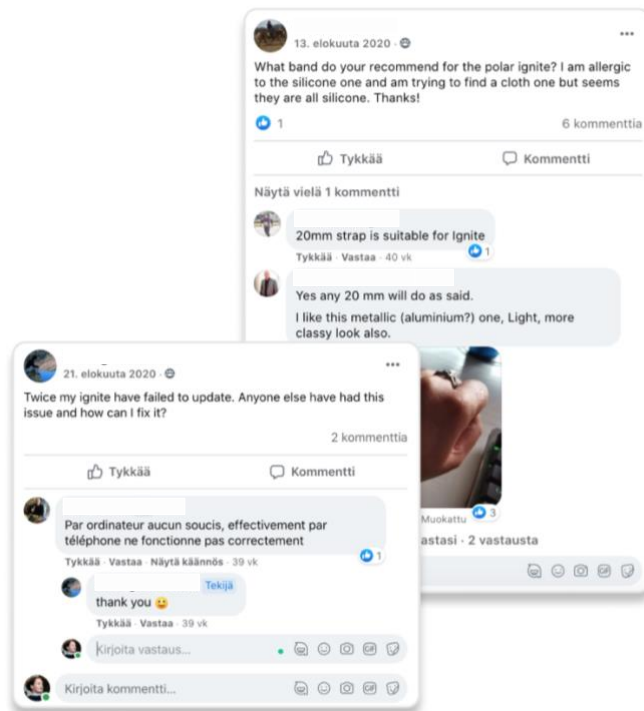 13. elokuuta 2020
What band do your recommend for the polar ignite? I am allergic
to the silicone one and am trying to find a cloth one but seems
they are all silicone. Thanks!
1
6 kommenttia
Tykkää
Kommentti
Näytä vielä 1 kommentti
20mm strap is suitable for Ignite
1
Tykkää · Vastaa · 40 vk
Yes any 20 mm will do as said.
I like this metallic (aluminium?) one, Light, more
classy look also.
Muokattu
3
astasi · 2 vastausta
GIF
21. elokuuta 2020
Twice my ignite have failed to update. Anyone else have had this
issue and how can I fix it?
2 kommenttia
Tykkää
Kommentti
Par ordinateur aucun soucis, effectivement par
téléphone ne fonctionne pas correctement
1
Tykkää · Vastaa · Näytä käännös · 39 vk
Tekijä
thank you 😃
Tykkää · Vastaa · 39 vk
Kirjoita vastaus...
GIF
Kirjoita kommentti...
GIF